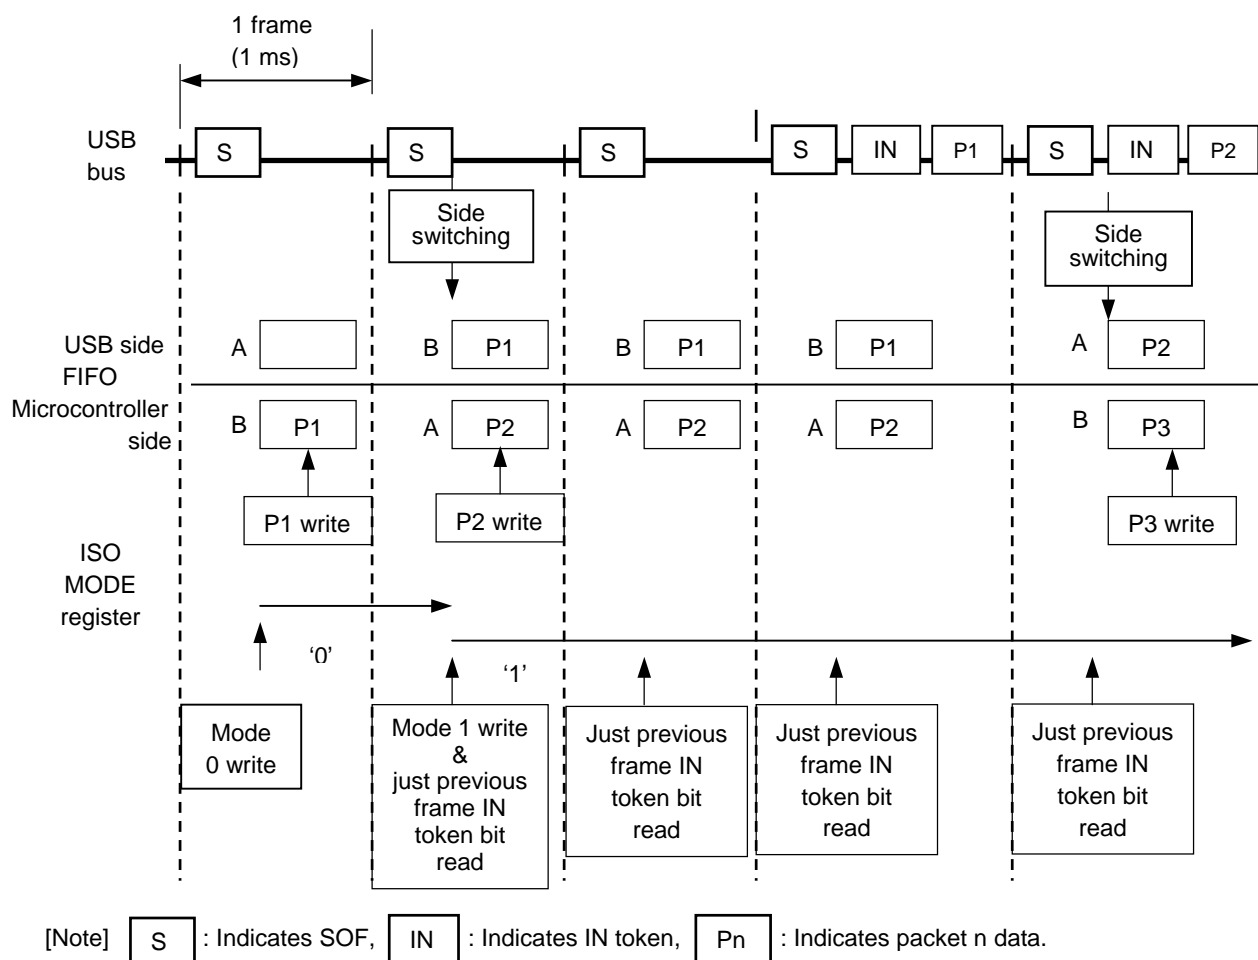 1 frame
(1 ms)
USB
bus
S
S
S
S
IN
P1
S
IN
P2
Side
switching
Side
switching
USB side
FIFO
Microcontroller
side
A
B
P1
B
P1
B
P1
A
P2
B
P1
A
P2
A
P2
A
P2
B
P3
P1 write
P2 write
P3 write
ISO
MODE
register
‘0’
‘1’
Mode
0 write
Mode 1 write
&
just previous
frame IN
token bit
read
Just previous
frame IN
token bit
read
Just previous
frame IN
token bit
read
Just previous
frame IN
token bit
read
[Note] S : Indicates SOF, IN : Indicates IN token, Pn : Indicates packet n data.